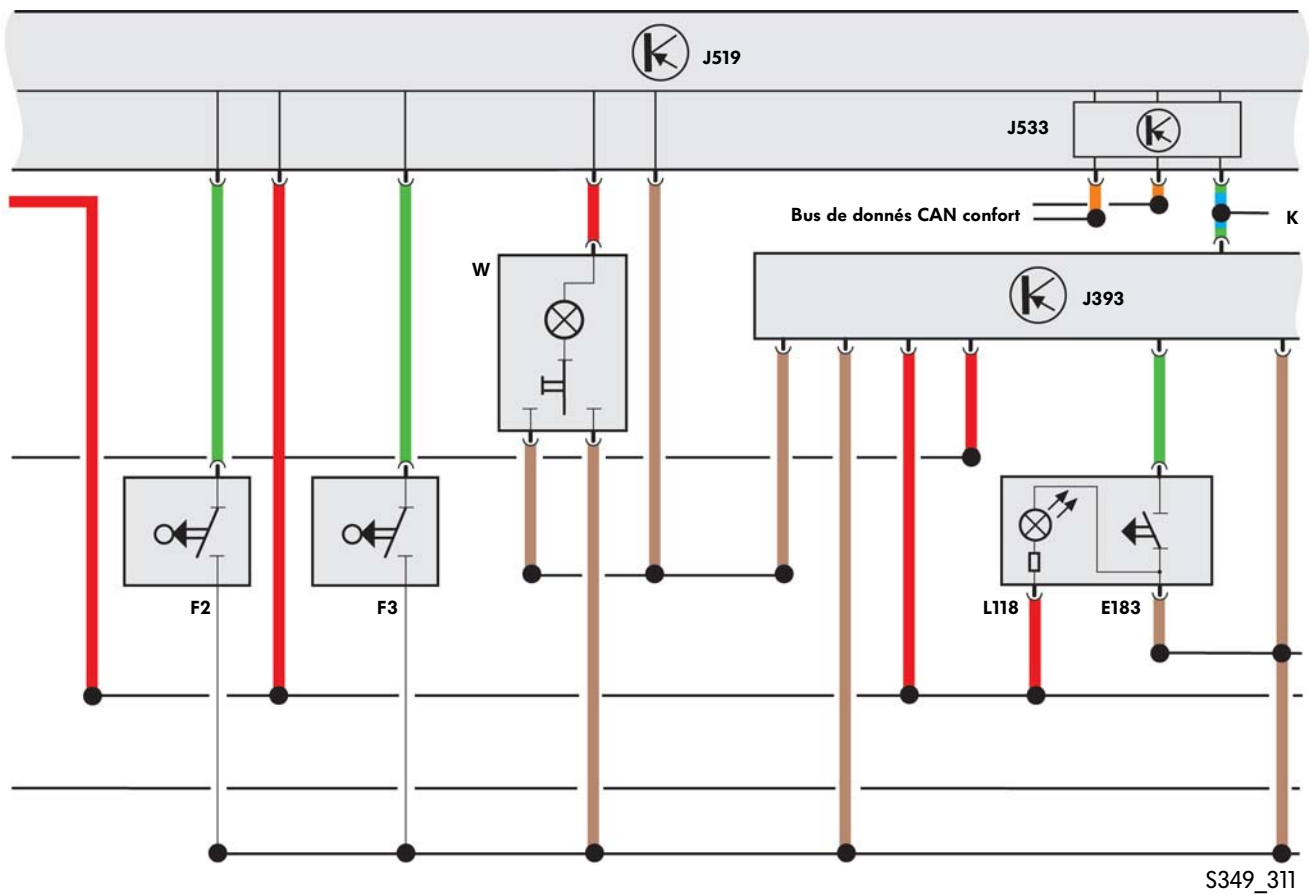 J519
J533
Bus de donnés CAN confort
K
W
J393
F2
F3
L118
E183
S349_311